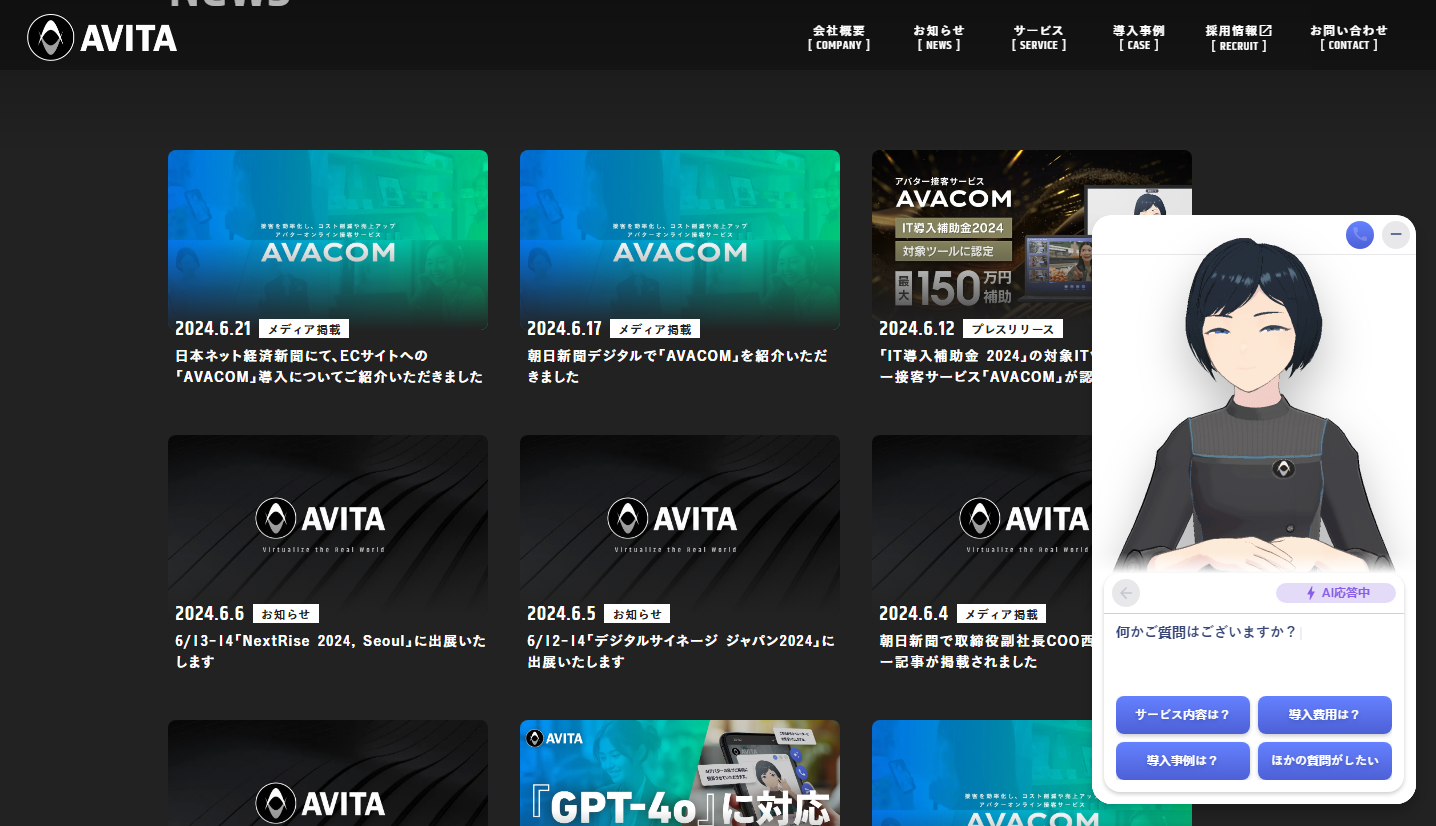 News
AVITA
会社概要
[ COMPANY ]
お知らせ
[ NEWS ]
サービス
[ SERVICE ]
導入事例
[ CASE ]
採用情報
[ RECRUIT ]
お問い合わせ
[ CONTACT ]
接客を効率化し、コスト削減や売上アップ
アバターオンライン接客サービス
AVACOM
2024.6.21 メディア掲載
日本ネット経済新聞にて、ECサイトへの
「AVACOM」導入についてご紹介いただきました
接客を効率化し、コスト削減や売上アップ
アバターオンライン接客サービス
AVACOM
2024.6.17 メディア掲載
朝日新聞デジタルで「AVACOM」を紹介いただ
きました
アバター接客サービス
AVACOM
IT導入補助金2024
対象ツールに認定
最大150万円補助
2024.6.12 プレスリリース
「IT導入補助金 2024」の対象IT
ー接客サービス「AVACOM」が認
AVITA
Virtualize the Real World
2024.6.6 お知らせ
6/13-14「NextRise 2024, Seoul」に出展いた
します
AVITA
Virtualize the Real World
2024.6.5 お知らせ
6/12-14「デジタルサイネージ ジャパン2024」に
出展いたします
AVITA
Virtualize the Real World
2024.6.4 メディア掲載
朝日新聞で取締役副社長COO西
ー記事が掲載されました
AVITA
AVITA
『GPT-4o』に対応
接客を効率化し、コスト削減や売上アップ
アバターオンライン接客サービス
AVACOM
AI応答中
何かご質問はございますか？
サービス内容は？
導入費用は？
導入事例は？
ほかの質問がしたい